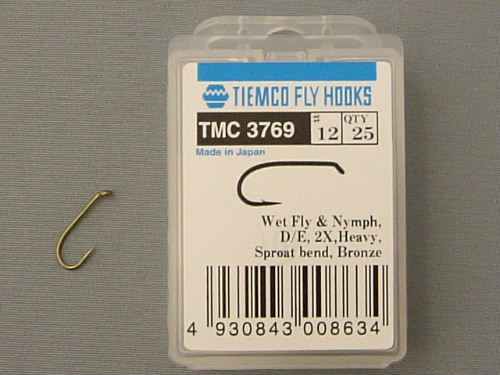 TIEMCO FLY HOOKS
TMC 3769 # 12 QTY 25
Made in Japan
Wet Fly & Nymph,
D/E, 2X,Heavy,
Sproat bend, Bronze
4 930843 008634